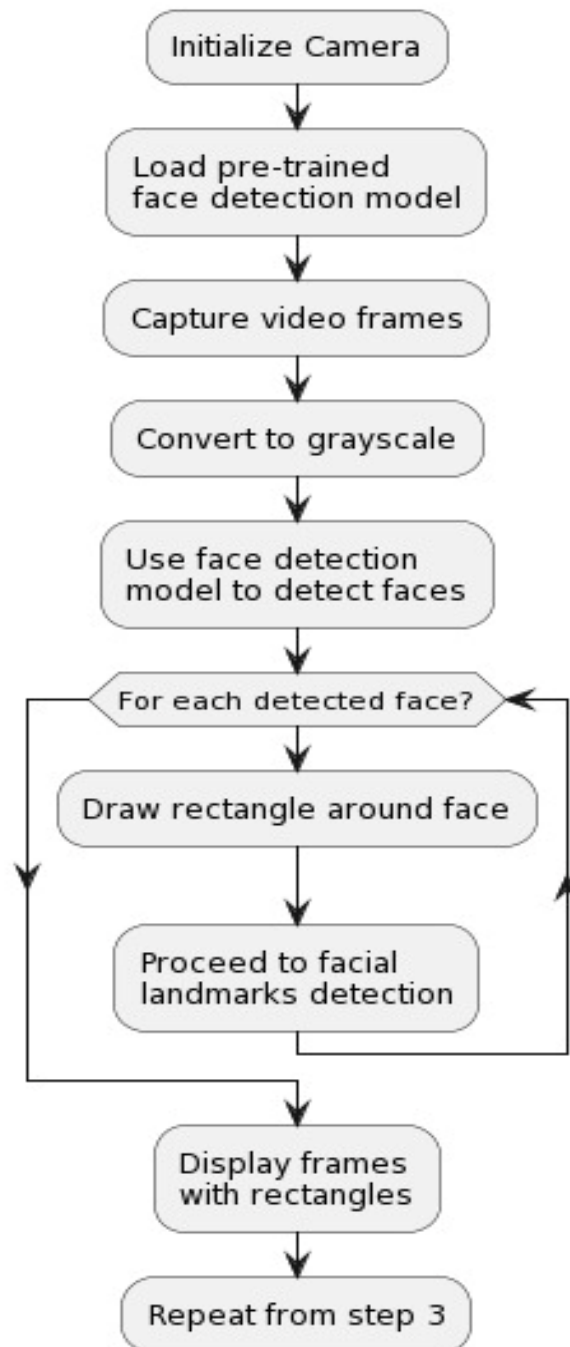 Initialize Camera
Load pre-trained
face detection model
Capture video frames
Convert to grayscale
Use face detection
model to detect faces
For each detected face?
Draw rectangle around face
Proceed to facial
landmarks detection
Display frames
with rectangles
Repeat from step 3